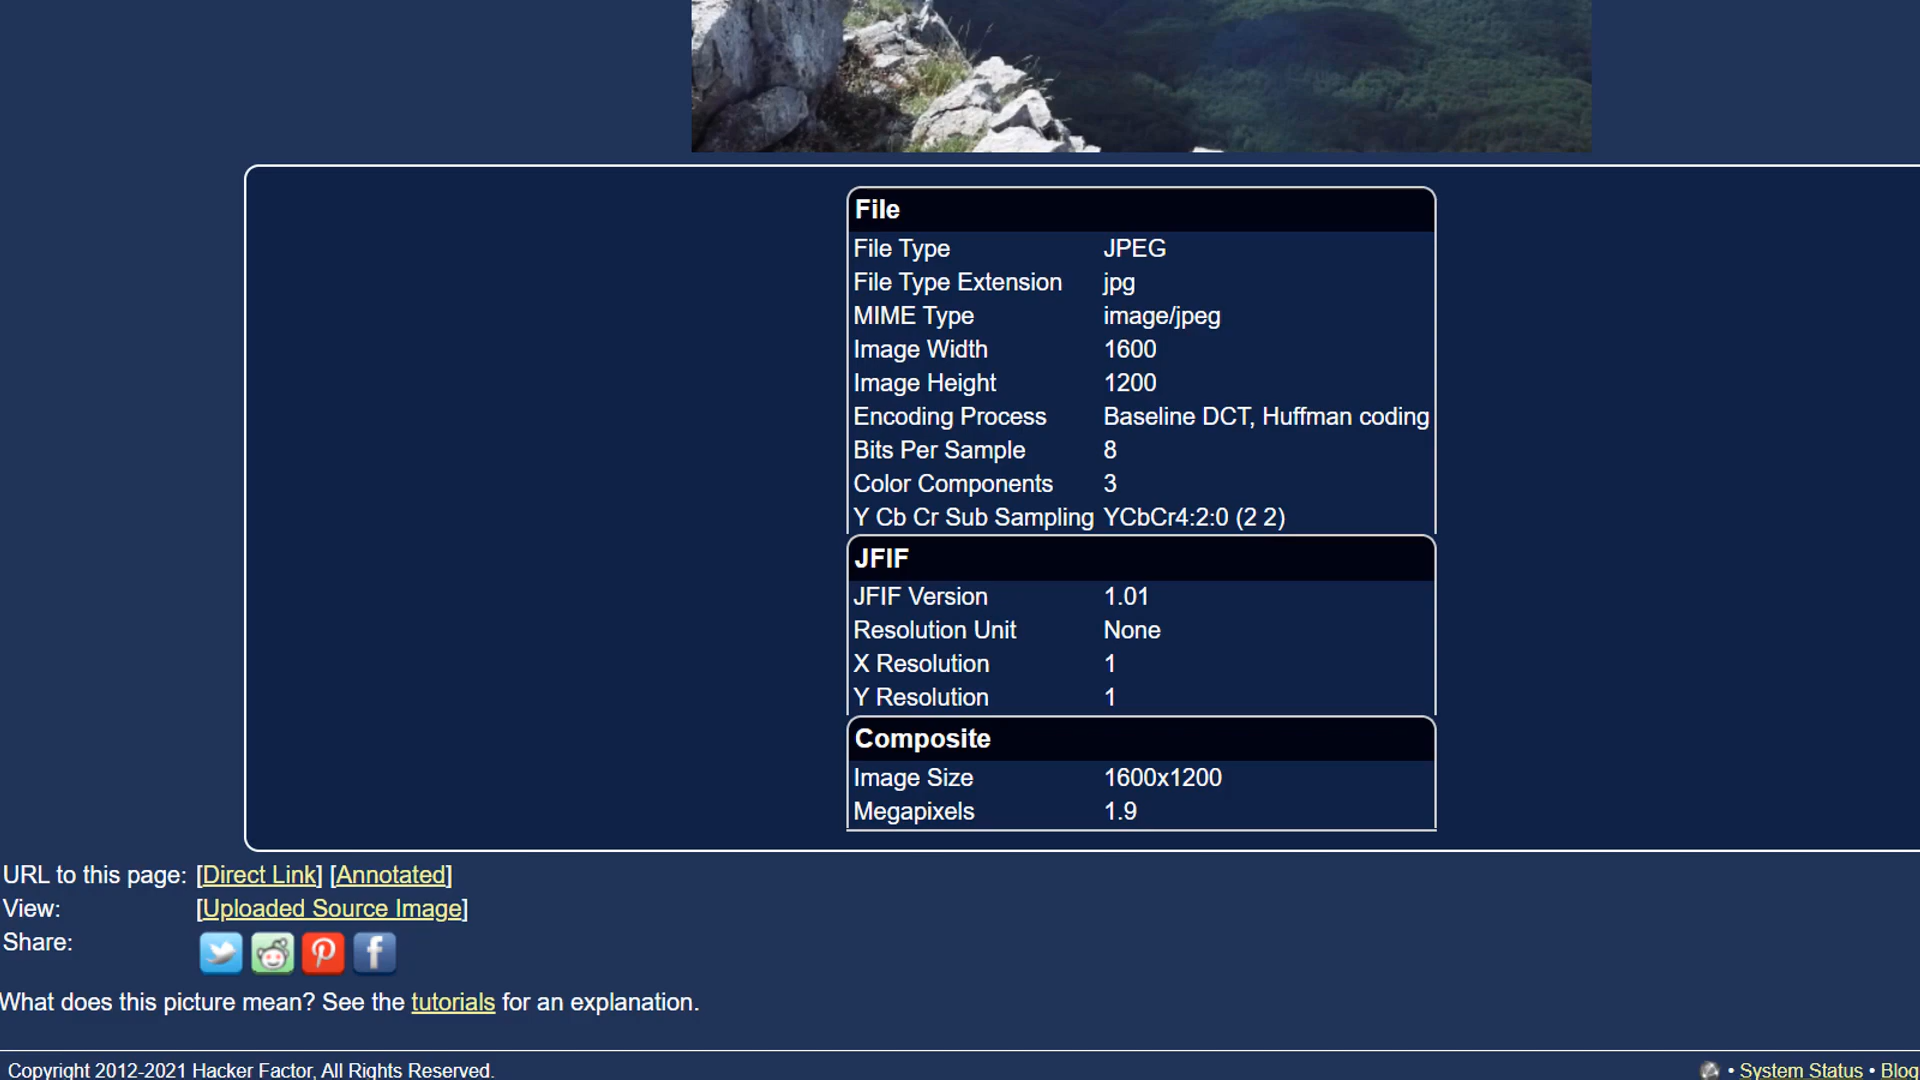 File
File Type JPEG
File Type Extension jpg
MIME Type image/jpeg
Image Width 1600
Image Height 1200
Encoding Process Baseline DCT, Huffman coding
Bits Per Sample 8
Color Components 3
Y Cb Cr Sub Sampling YCbCr4:2:0 (2 2)
JFIF
JFIF Version 1.01
Resolution Unit None
X Resolution 1
Y Resolution 1
Composite
Image Size 1600x1200
Megapixels 1.9
URL to this page: [Direct Link] [Annotated]
View: [Uploaded Source Image]
Share:
What does this picture mean? See the tutorials for an explanation.
Copyright 2012-2021 Hacker Factor, All Rights Reserved. • System Status • Blog